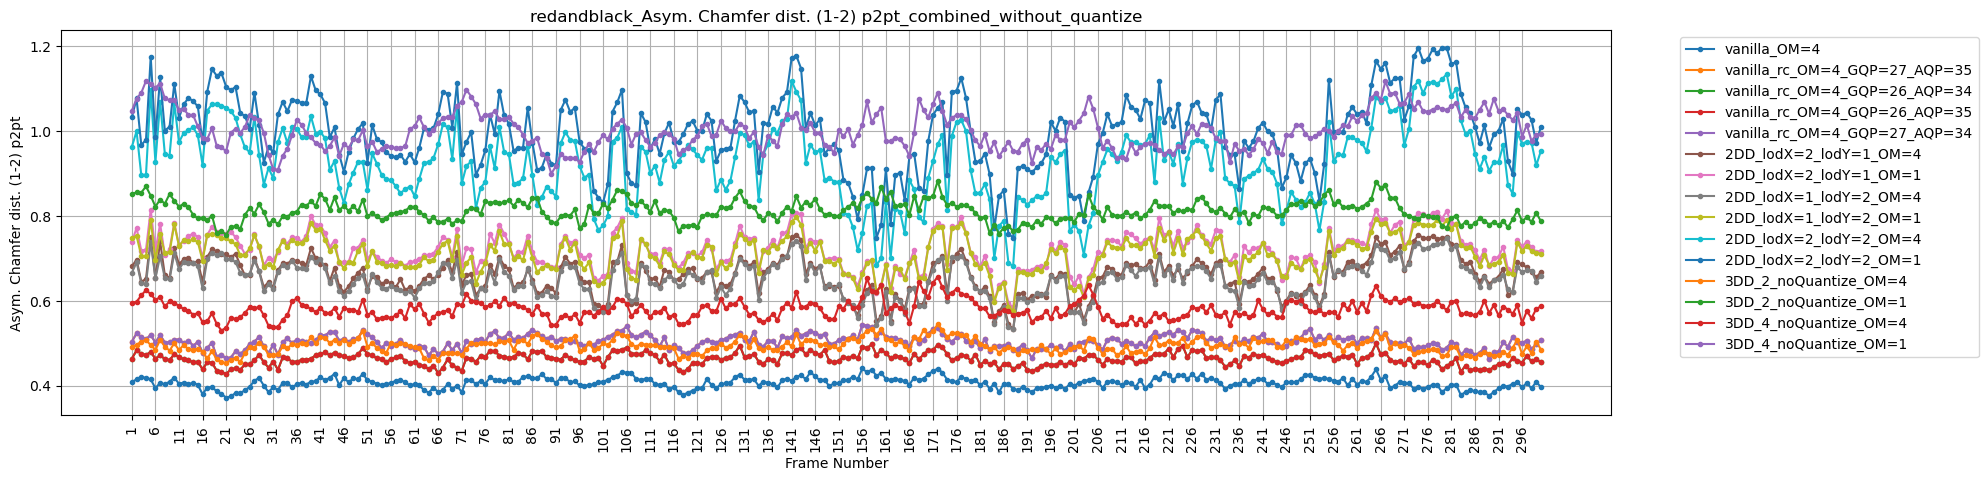 redandblack_Asym. Chamfer dist. (1-2) p2pt_combined_without_quantize
Asym. Chamfer dist. (1-2) p2pt
1.2
1.0
0.8
0.6
0.4
1 6 11 16 21 26 31 36 41 46 51 56 61 66 71 76 81 86 91 96 101 106 111 116 121 126 131 136 141 146 151 156 161 166 171 176 181 186 191 196 201 206 211 216 221 226 231 236 241 246 251 256 261 266 271 276 281 286 291 296
Frame Number
vanilla_OM=4
vanilla_rc_OM=4_GQP=27_AQP=35
vanilla_rc_OM=4_GQP=26_AQP=34
vanilla_rc_OM=4_GQP=26_AQP=35
vanilla_rc_OM=4_GQP=27_AQP=34
2DD_lodX=2_lodY=1_OM=4
2DD_lodX=2_lodY=1_OM=1
2DD_lodX=1_lodY=2_OM=4
2DD_lodX=1_lodY=2_OM=1
2DD_lodX=2_lodY=2_OM=4
2DD_lodX=2_lodY=2_OM=1
3DD_2_noQuantize_OM=4
3DD_2_noQuantize_OM=1
3DD_4_noQuantize_OM=4
3DD_4_noQuantize_OM=1